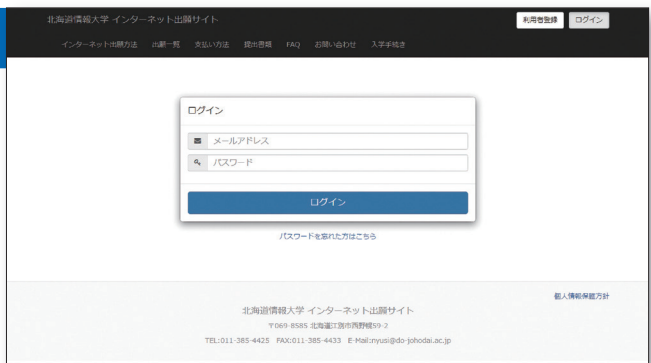 北海道情報大学 インターネット出願サイト
利用者登録 ログイン
インターネット出願方法 出願一覧 支払い方法 提出書類 FAQ お問い合わせ 入学手続き
ログイン
メールアドレス
パスワード
ログイン
パスワードを忘れた方はこちら
個人情報保護方針
北海道情報大学 インターネット出願サイト
〒069-8585 北海道江別市西野幌59-2
TEL:011-385-4425 FAX:011-385-4433 E-Mail:nyusi@do-johodai.ac.jp